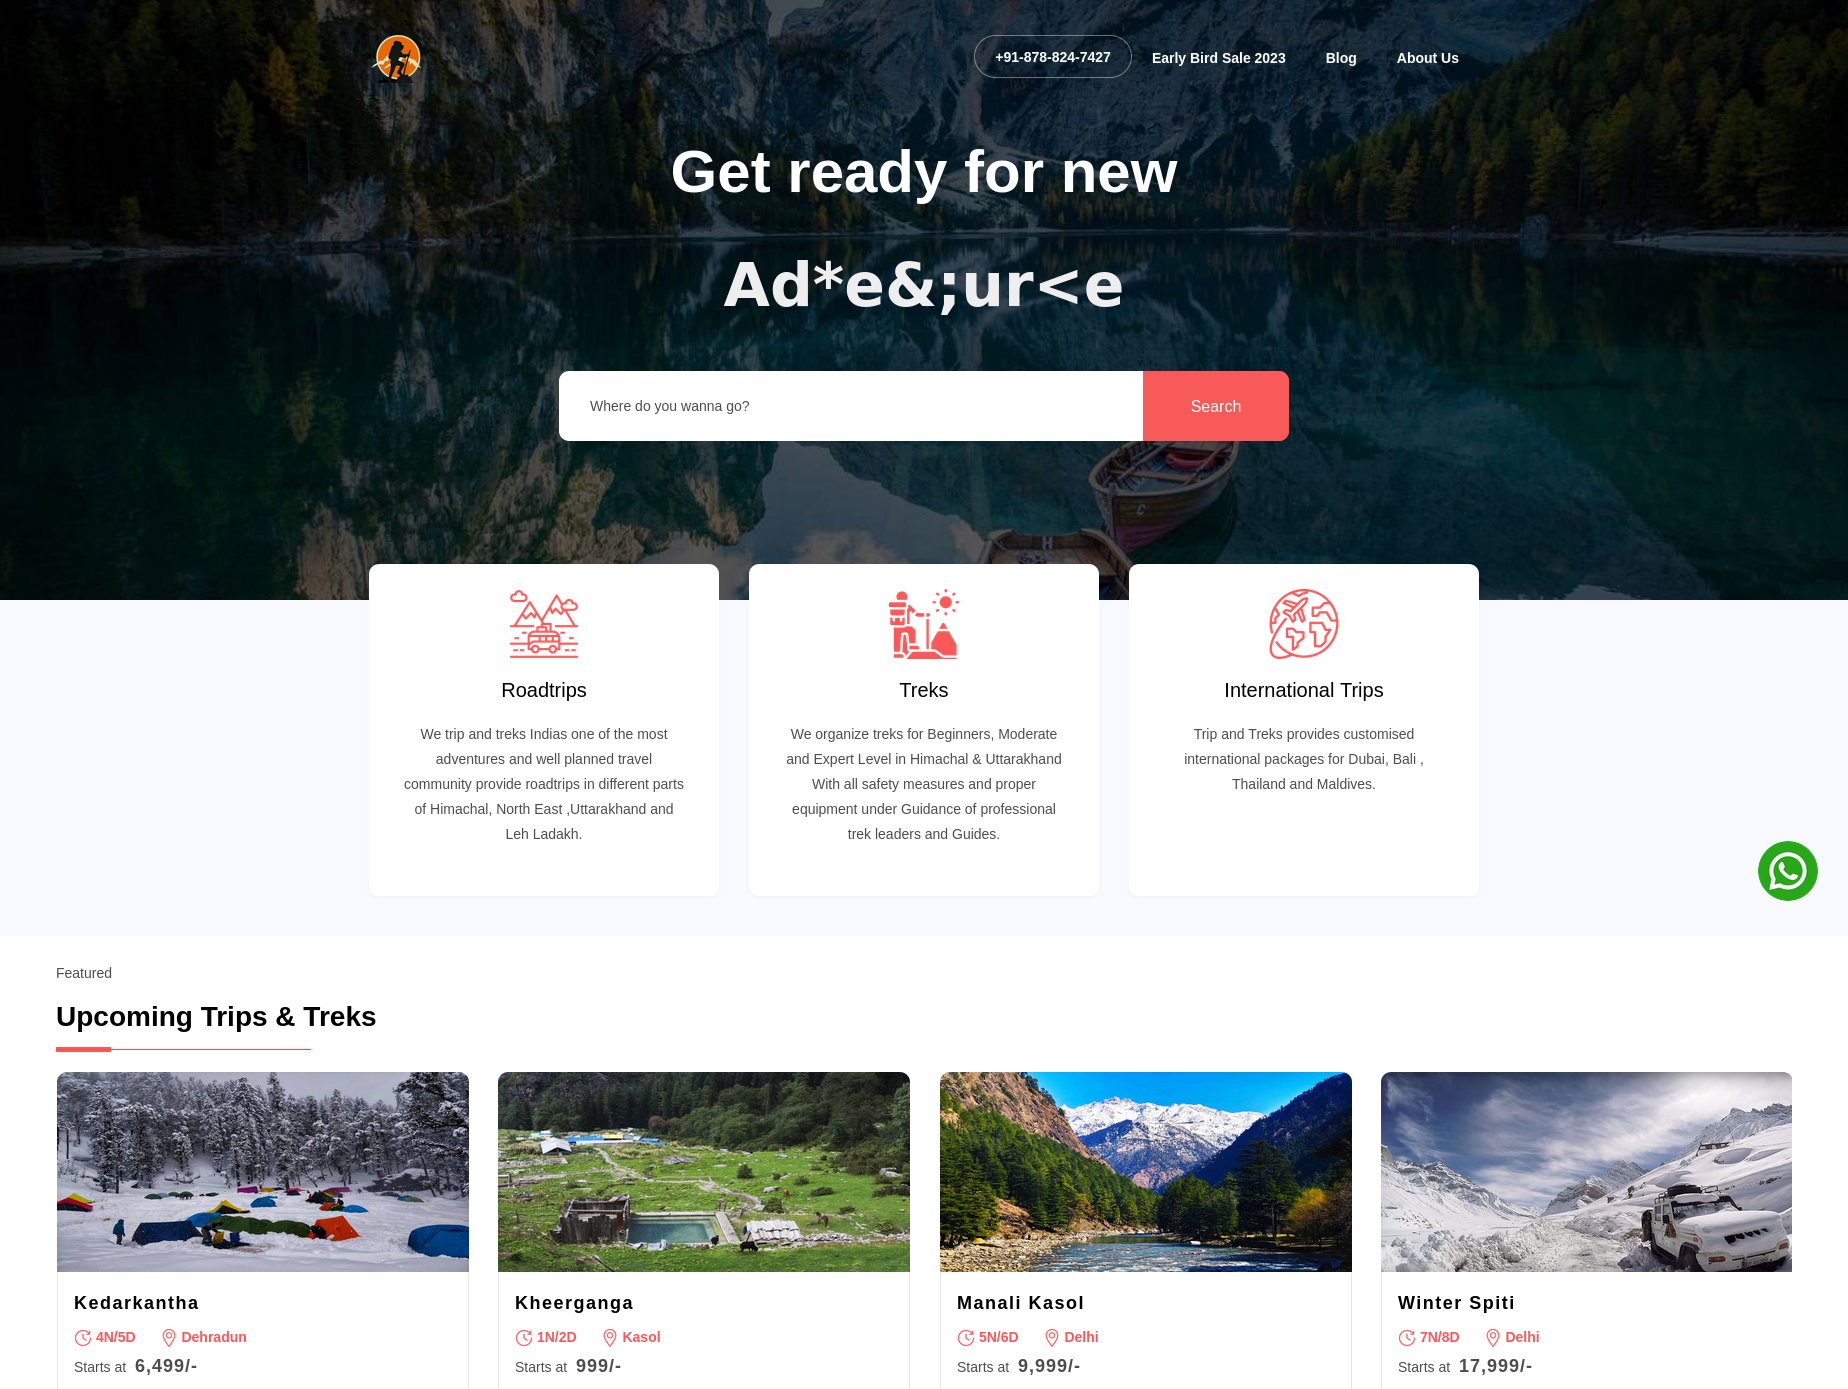 +91-878-824-7427
Early Bird Sale 2023
Blog
About Us
Get ready for new
Ad*e&;ur<e
Where do you wanna go?
Search
Roadtrips
We trip and treks Indias one of the most
adventures and well planned travel
community provide roadtrips in different parts
of Himachal, North East ,Uttarakhand and
Leh Ladakh.
Treks
We organize treks for Beginners, Moderate
and Expert Level in Himachal & Uttarakhand
With all safety measures and proper
equipment under Guidance of professional
trek leaders and Guides.
International Trips
Trip and Treks provides customised
international packages for Dubai, Bali ,
Thailand and Maldives.
Featured
Upcoming Trips & Treks
Kedarkantha
4N/5D Dehradun
Starts at 6,499/-
Kheerganga
1N/2D Kasol
Starts at 999/-
Manali Kasol
5N/6D Delhi
Starts at 9,999/-
Winter Spiti
7N/8D Delhi
Starts at 17,999/-